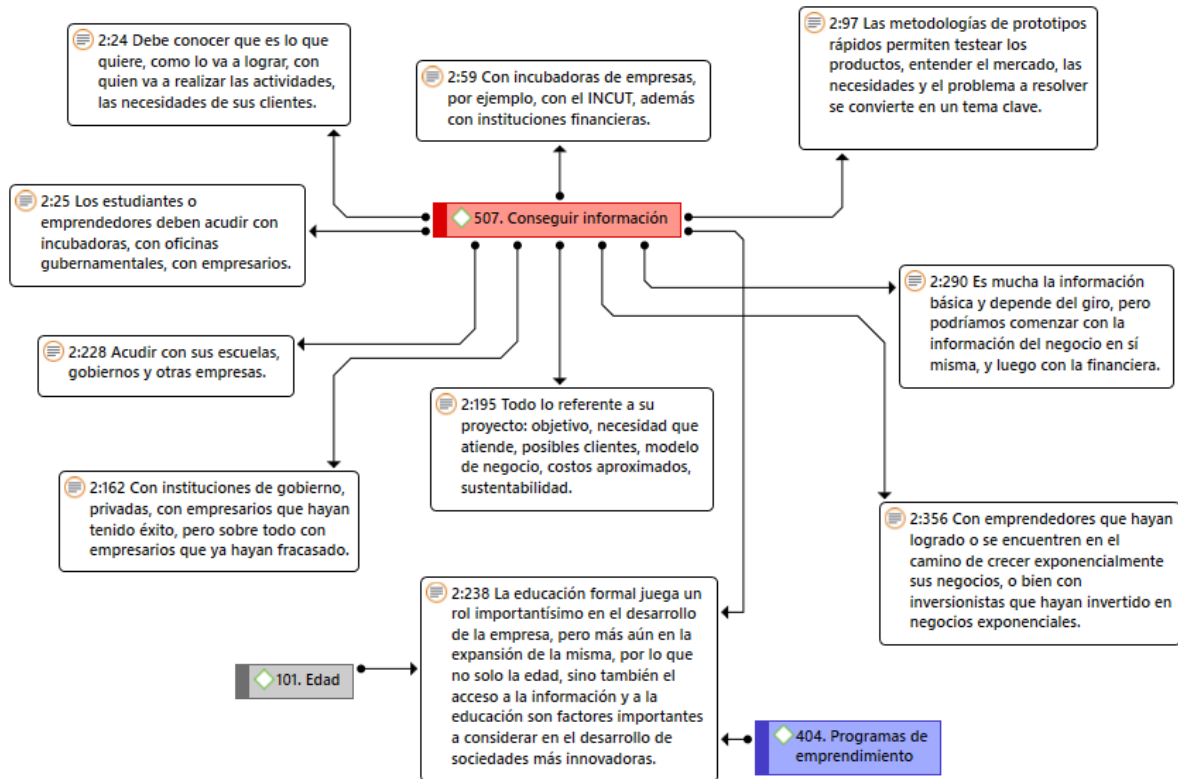 2:24 Debe conocer que es lo que
quiere, como lo va a lograr, con
quien va a realizar las actividades,
las necesidades de sus clientes.
2:59 Con incubadoras de empresas,
por ejemplo, con el INCUT, además
con instituciones financieras.
2:97 Las metodologías de prototipos
rápidos permiten testear los
productos, entender el mercado, las
necesidades y el problema a resolver
se convierte en un tema clave.
2:25 Los estudiantes o
emprendedores deben acudir con
incubadoras, con oficinas
gubernamentales, con empresarios.
507. Conseguir información
2:290 Es mucha la información
básica y depende del giro, pero
podríamos comenzar con la
información del negocio en sí
misma, y luego con la financiera.
2:228 Acudir con sus escuelas,
gobiernos y otras empresas.
2:195 Todo lo referente a su
proyecto: objetivo, necesidad que
atiende, posibles clientes, modelo
de negocio, costos aproximados,
sustentabilidad.
2:162 Con instituciones de gobierno,
privadas, con empresarios que hayan
tenido éxito, pero sobre todo con
empresarios que ya hayan fracasado.
2:356 Con emprendedores que hayan
logrado o se encuentren en el
camino de crecer exponencialmente
sus negocios, o bien con
inversionistas que hayan invertido en
negocios exponenciales.
2:238 La educación formal juega un
rol importantísimo en el desarrollo
de la empresa, pero más aún en la
expansión de la misma, por lo que
no solo la edad, sino también el
acceso a la información y a la
educación son factores importantes
a considerar en el desarrollo de
sociedades más innovadoras.
101. Edad
404. Programas de
emprendimiento